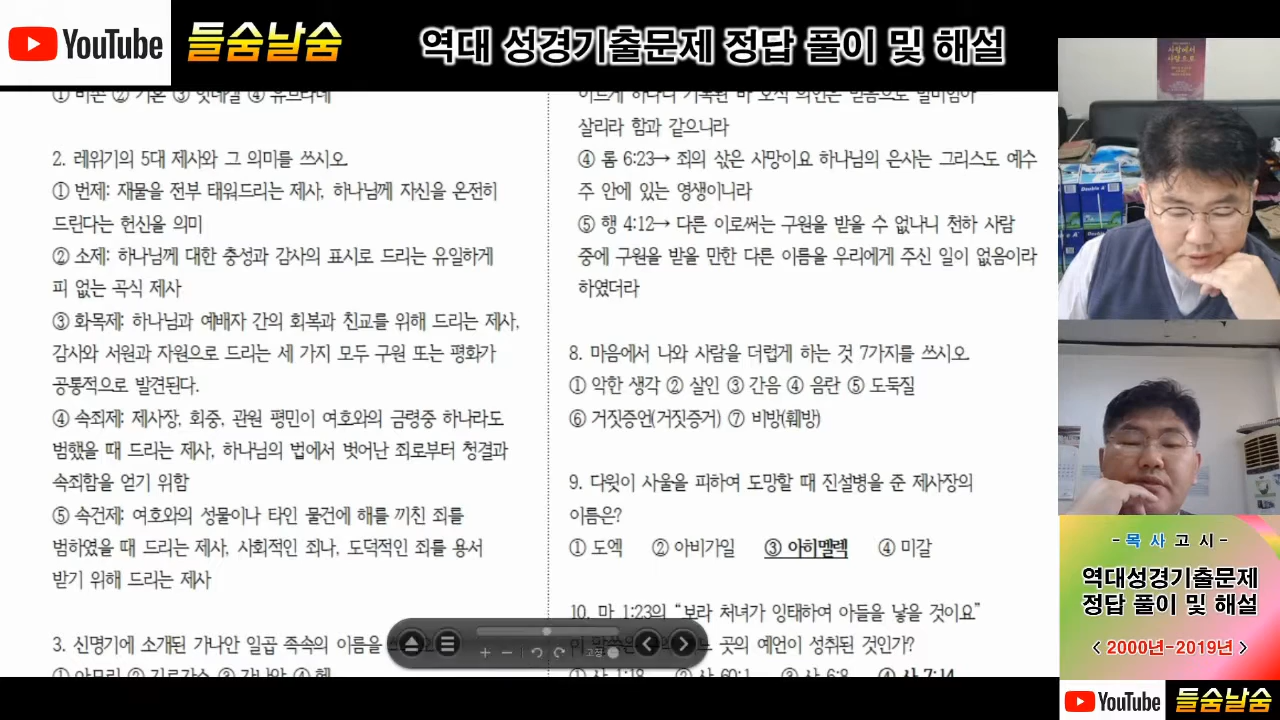 YouTube 들숨날숨 역대 성경기출문제 정답 풀이 및 해설
2. 레위기의 5대 제사와 그 의미를 쓰시오.
① 번제: 재물을 전부 태워드리는 제사, 하나님께 자신을 온전히
드린다는 헌신을 의미
② 소제: 하나님께 대한 충성과 감사의 표시로 드리는 유일하게
피 없는 곡식 제사
③ 화목제: 하나님과 예배자 간의 회복과 친교를 위해 드리는 제사,
감사와 서원과 자원으로 드리는 세 가지 모두 구원 또는 평화가
공통적으로 발견된다.
④ 속죄제: 제사장, 회중, 관원 평민이 여호와의 금령중 하나라도
범했을 때 드리는 제사, 하나님의 법에서 벗어난 죄로부터 청결과
속죄함을 얻기 위함
⑤ 속건제: 여호와의 성물이나 타인 물건에 해를 끼친 죄를
범하였을 때 드리는 제사, 사회적인 죄나, 도덕적인 죄를 용서
받기 위해 드리는 제사
3. 신명기에 소개된 가나안 일곱 족속의 이름을
살리라 함과 같으니라
④ 롬 6:23→ 죄의 삯은 사망이요 하나님의 은사는 그리스도 예수
주 안에 있는 영생이니라
⑤ 행 4:12→ 다른 이로써는 구원을 받을 수 없나니 천하 사람
중에 구원을 받을 만한 다른 이름을 우리에게 주신 일이 없음이라
하였더라
8. 마음에서 나와 사람을 더럽게 하는 것 7가지를 쓰시오.
① 악한 생각 ② 살인 ③ 간음 ④ 음란 ⑤ 도둑질
⑥ 거짓증언(거짓증거) ⑦ 비방(훼방)
9. 다윗이 사울을 피하여 도망할 때 진설병을 준 제사장의
이름은?
① 도엑 ② 아비가일 ③ 아히멜렉 ④ 미갈
10. 마 1:23의 “보라 처녀가 잉태하여 아들을 낳을 것이요”
곳의 예언이 성취된 것인가?
고정
- 목 사 고 시 -
역대성경기출문제
정답 풀이 및 해설
< 2000년-2019년 >
YouTube 들숨날숨